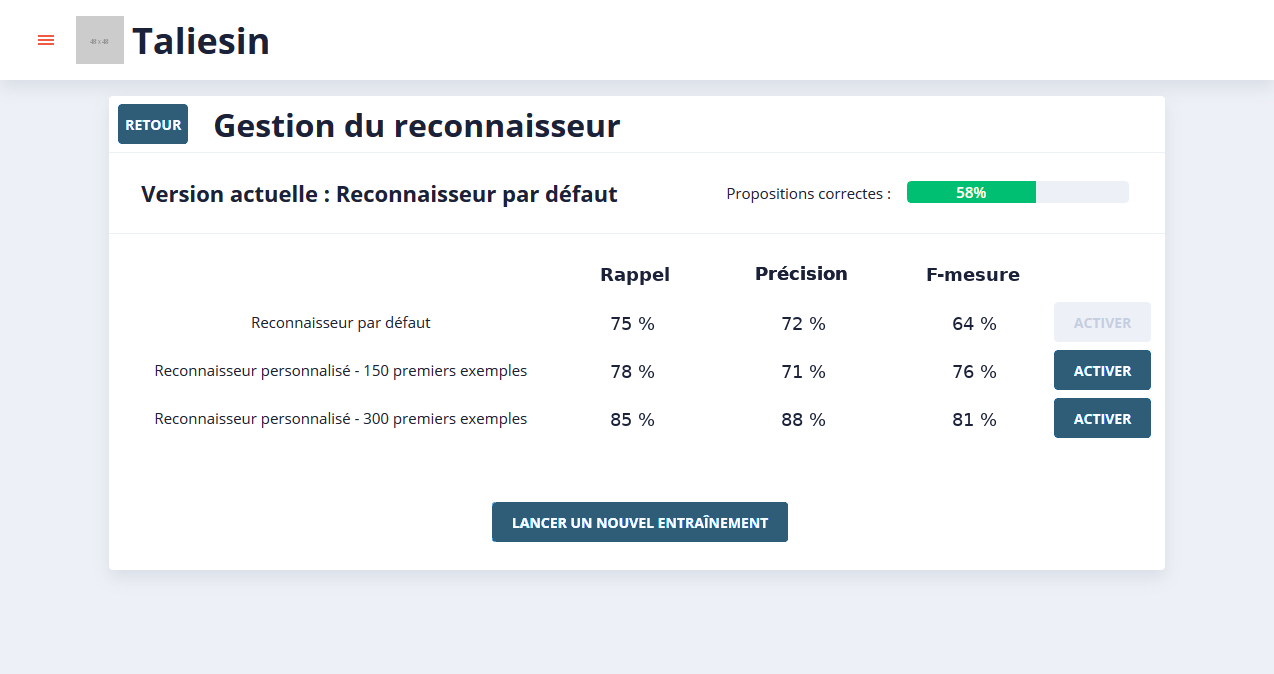 Taliesin
RETOUR
Gestion du reconnaisseur
Version actuelle : Reconnaisseur par défaut
Propositions correctes :
58%
Rappel Précision F-mesure
Reconnaisseur par défaut 75 % 72 % 64 % ACTIVER
Reconnaisseur personnalisé - 150 premiers exemples 78 % 71 % 76 % ACTIVER
Reconnaisseur personnalisé - 300 premiers exemples 85 % 88 % 81 % ACTIVER
LANCER UN NOUVEL ENTRAÎNEMENT